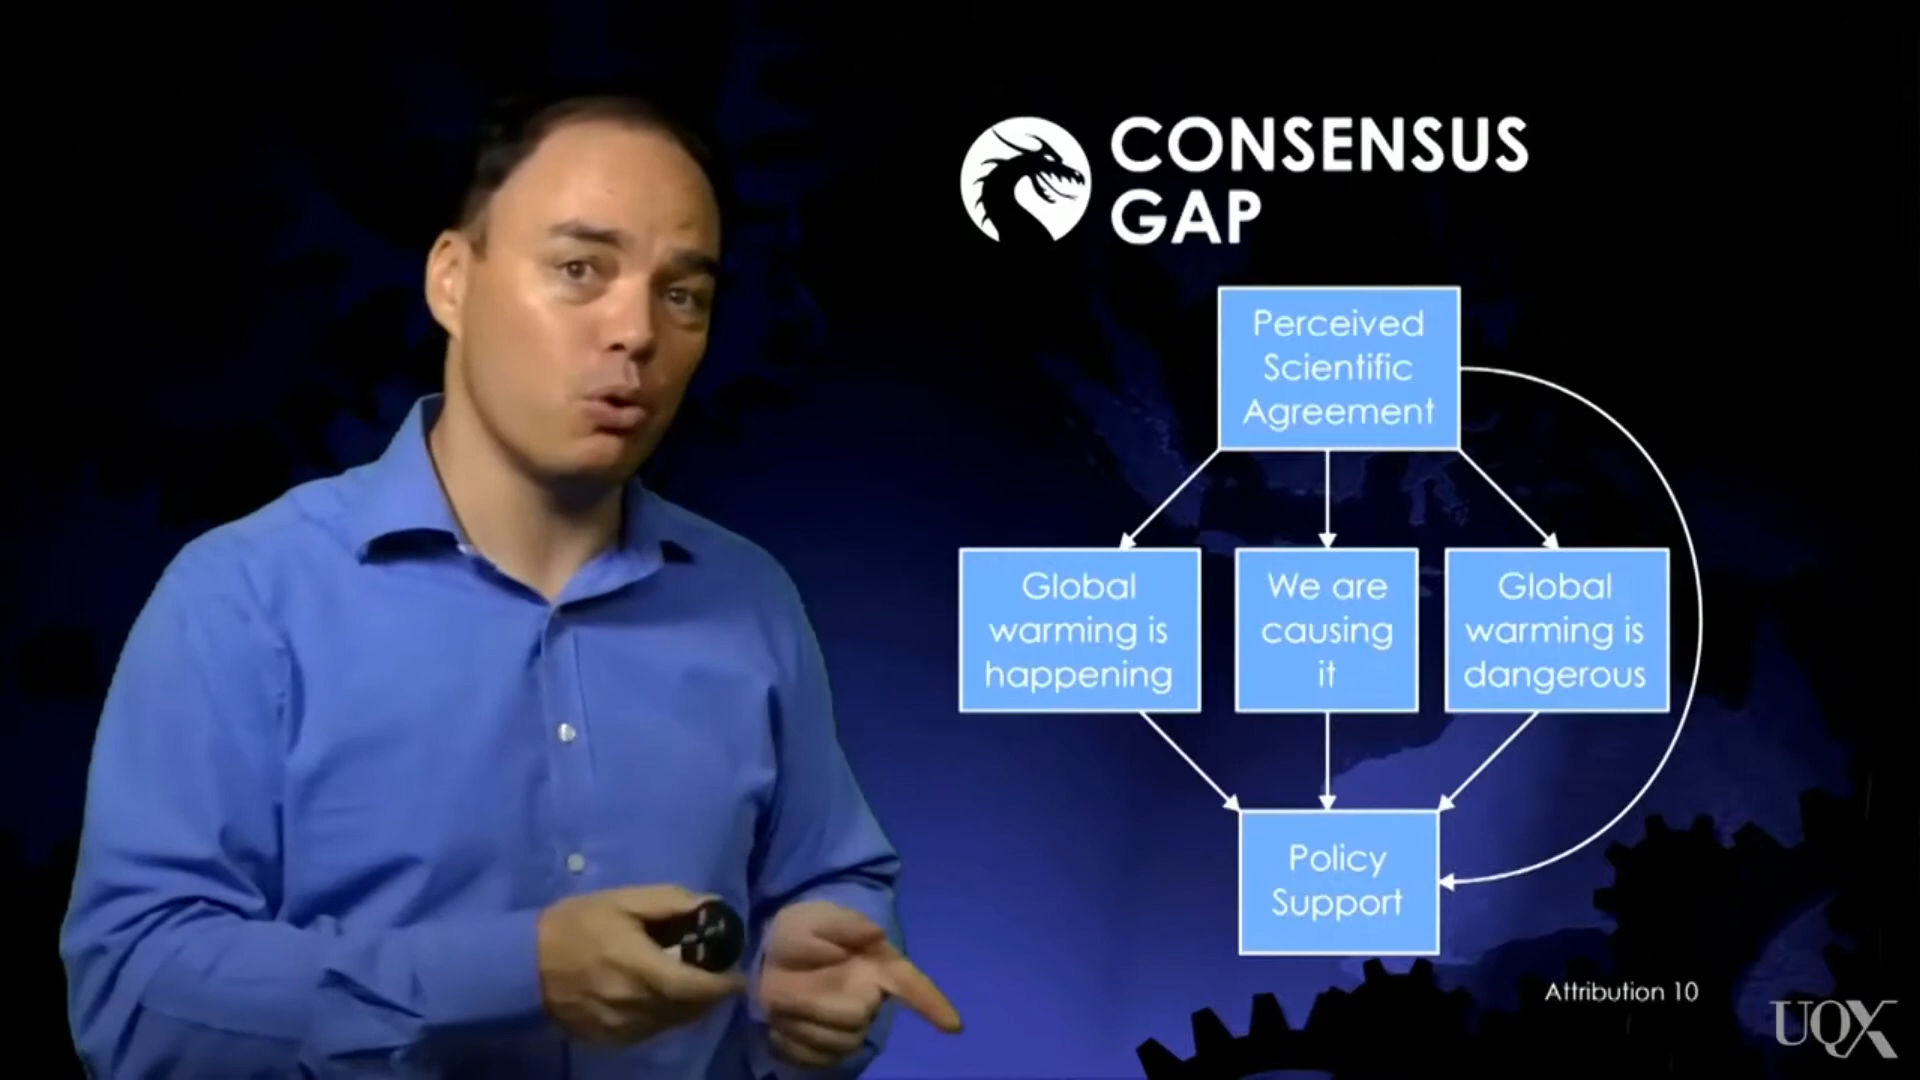 CONSENSUS
GAP
Perceived
Scientific
Agreement
Global
warming is
happening
We are
causing
it
Global
warming is
dangerous
Policy
Support
Attribution 10
UQX